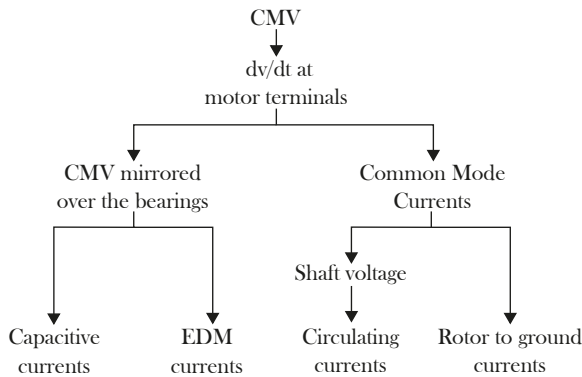 CMV
dv/dt at
motor terminals
CMV mirrored
over the bearings
Common Mode
Currents
Shaft voltage
Capacitive
currents
EDM
currents
Circulating
currents
Rotor to ground
currents